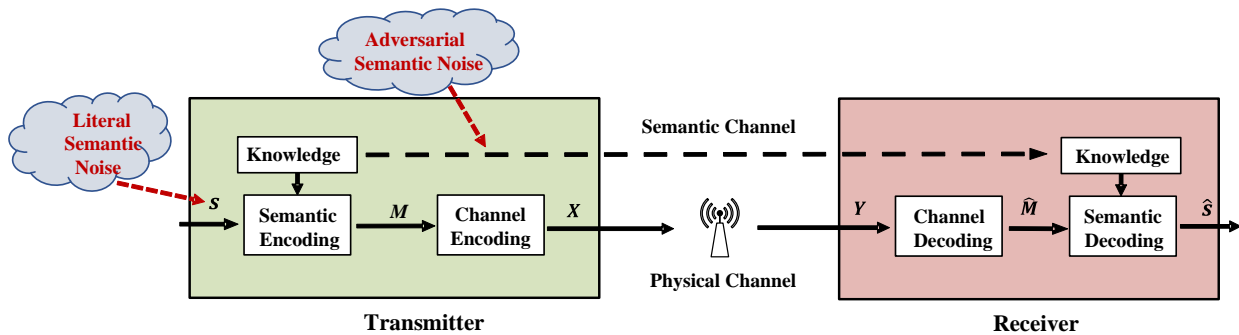 Adversarial
Semantic Noise
Literal
Semantic
Noise
Semantic Channel
Knowledge
Knowledge
s
Semantic
Encoding
M
Channel
Encoding
X
Physical Channel
Y
Channel
Decoding
M̂
Semantic
Decoding
ŝ
Transmitter
Receiver